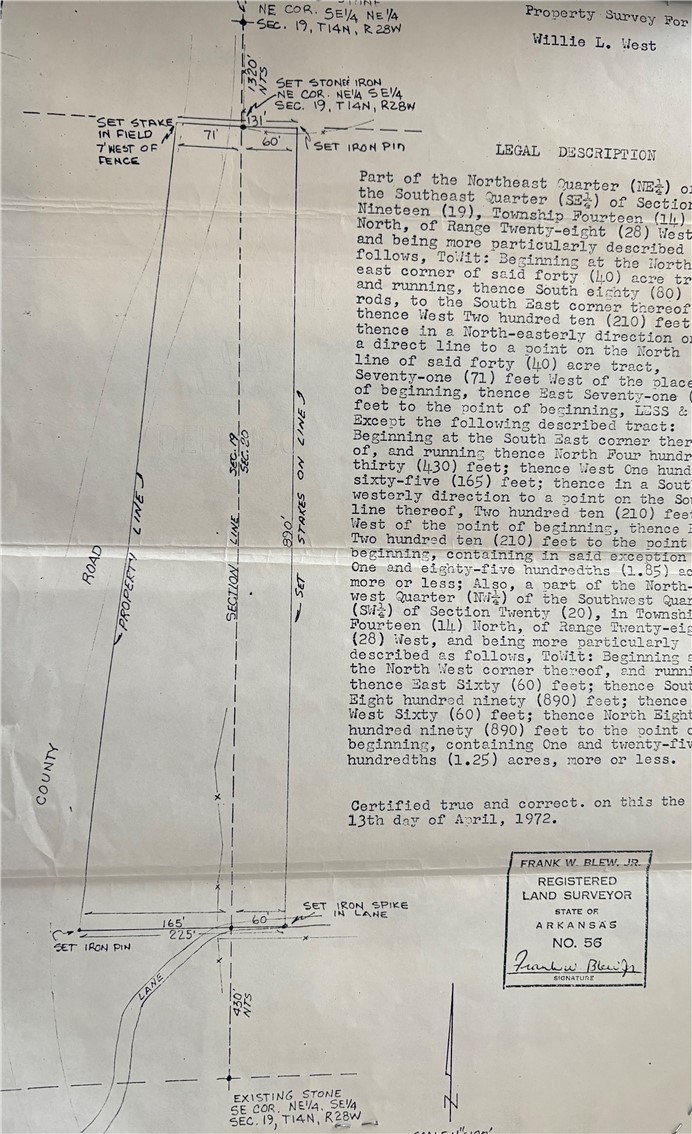 NE COR. SE1/4 NE1/4
SEC. 19, T14N, R28W
Property Survey For
Willie L. West
1320'
NTS
SET STONE IRON
NE COR. NE1/4 SE1/4
SEC. 19, T14N, R28W
SET STAKE
IN FIELD
7' WEST OF
FENCE
131'
71'
60'
SET IRON PIN
LEGAL DESCRIPTION
Part of the Northeast Quarter (NE¼) o
the Southeast Quarter (SE¼) of Section
Nineteen (19), Township Fourteen (14)
North, of Range Twenty-eight (28) West
and being more particularly described
follows, ToWit: Beginning at the North
east corner of said forty (40) acre tr
and running, thence South eighty (80)
rods, to the South East corner thereof
thence West Two hundred ten (210) feet
thence in a North-easterly direction o
a direct line to a point on the North
line of said forty (40) acre tract,
Seventy-one (71) feet West of the place
of beginning, thence East Seventy-one (
feet to the point of beginning, LESS &
Except the following described tract:
Beginning at the South East corner ther
of, and running thence North Four hundr
thirty (430) feet; thence West One hund
sixty-five (165) feet; thence in a Sout
westerly direction to a point on the So
line thereof, Two hundred ten (210) fee
West of the point of beginning, thence
Two hundred ten (210) feet to the point
beginning, containing in said exception
One and eighty-five hundredths (1.85) ac
more or less; Also, a part of the North-
west Quarter (NW¼) of the Southwest Quar
(SW¼) of Section Twenty (20), in Townshi
Fourteen (14) North, of Range Twenty-eig
(28) West, and being more particularly
described as follows, ToWit: Beginning a
the North West corner thereof, and runni
thence East Sixty (60) feet; thence Sout
Eight hundred ninety (890) feet; thence
West Sixty (60) feet; thence North Eight
hundred ninety (890) feet to the point o
beginning, containing One and twenty-fiv
hundredths (1.25) acres, more or less.
Certified true and correct. on this the
13th day of April, 1972.
SEC. 19
SEC. 20
SECTION LINE
890'
SET STAKES ON LINE
PROPERTY LINE
COUNTY ROAD
FRANK W. BLEW, JR.
REGISTERED
LAND SURVEYOR
STATE OF
ARKANSAS
NO. 56
Frank W Blew Jr
SIGNATURE
SET IRON SPIKE
IN LANE
165'
60'
225'
SET IRON PIN
LANE
430'
NTS
N
EXISTING STONE
SE COR. NE1/4, SE1/4
SEC. 19, T14N, R28W